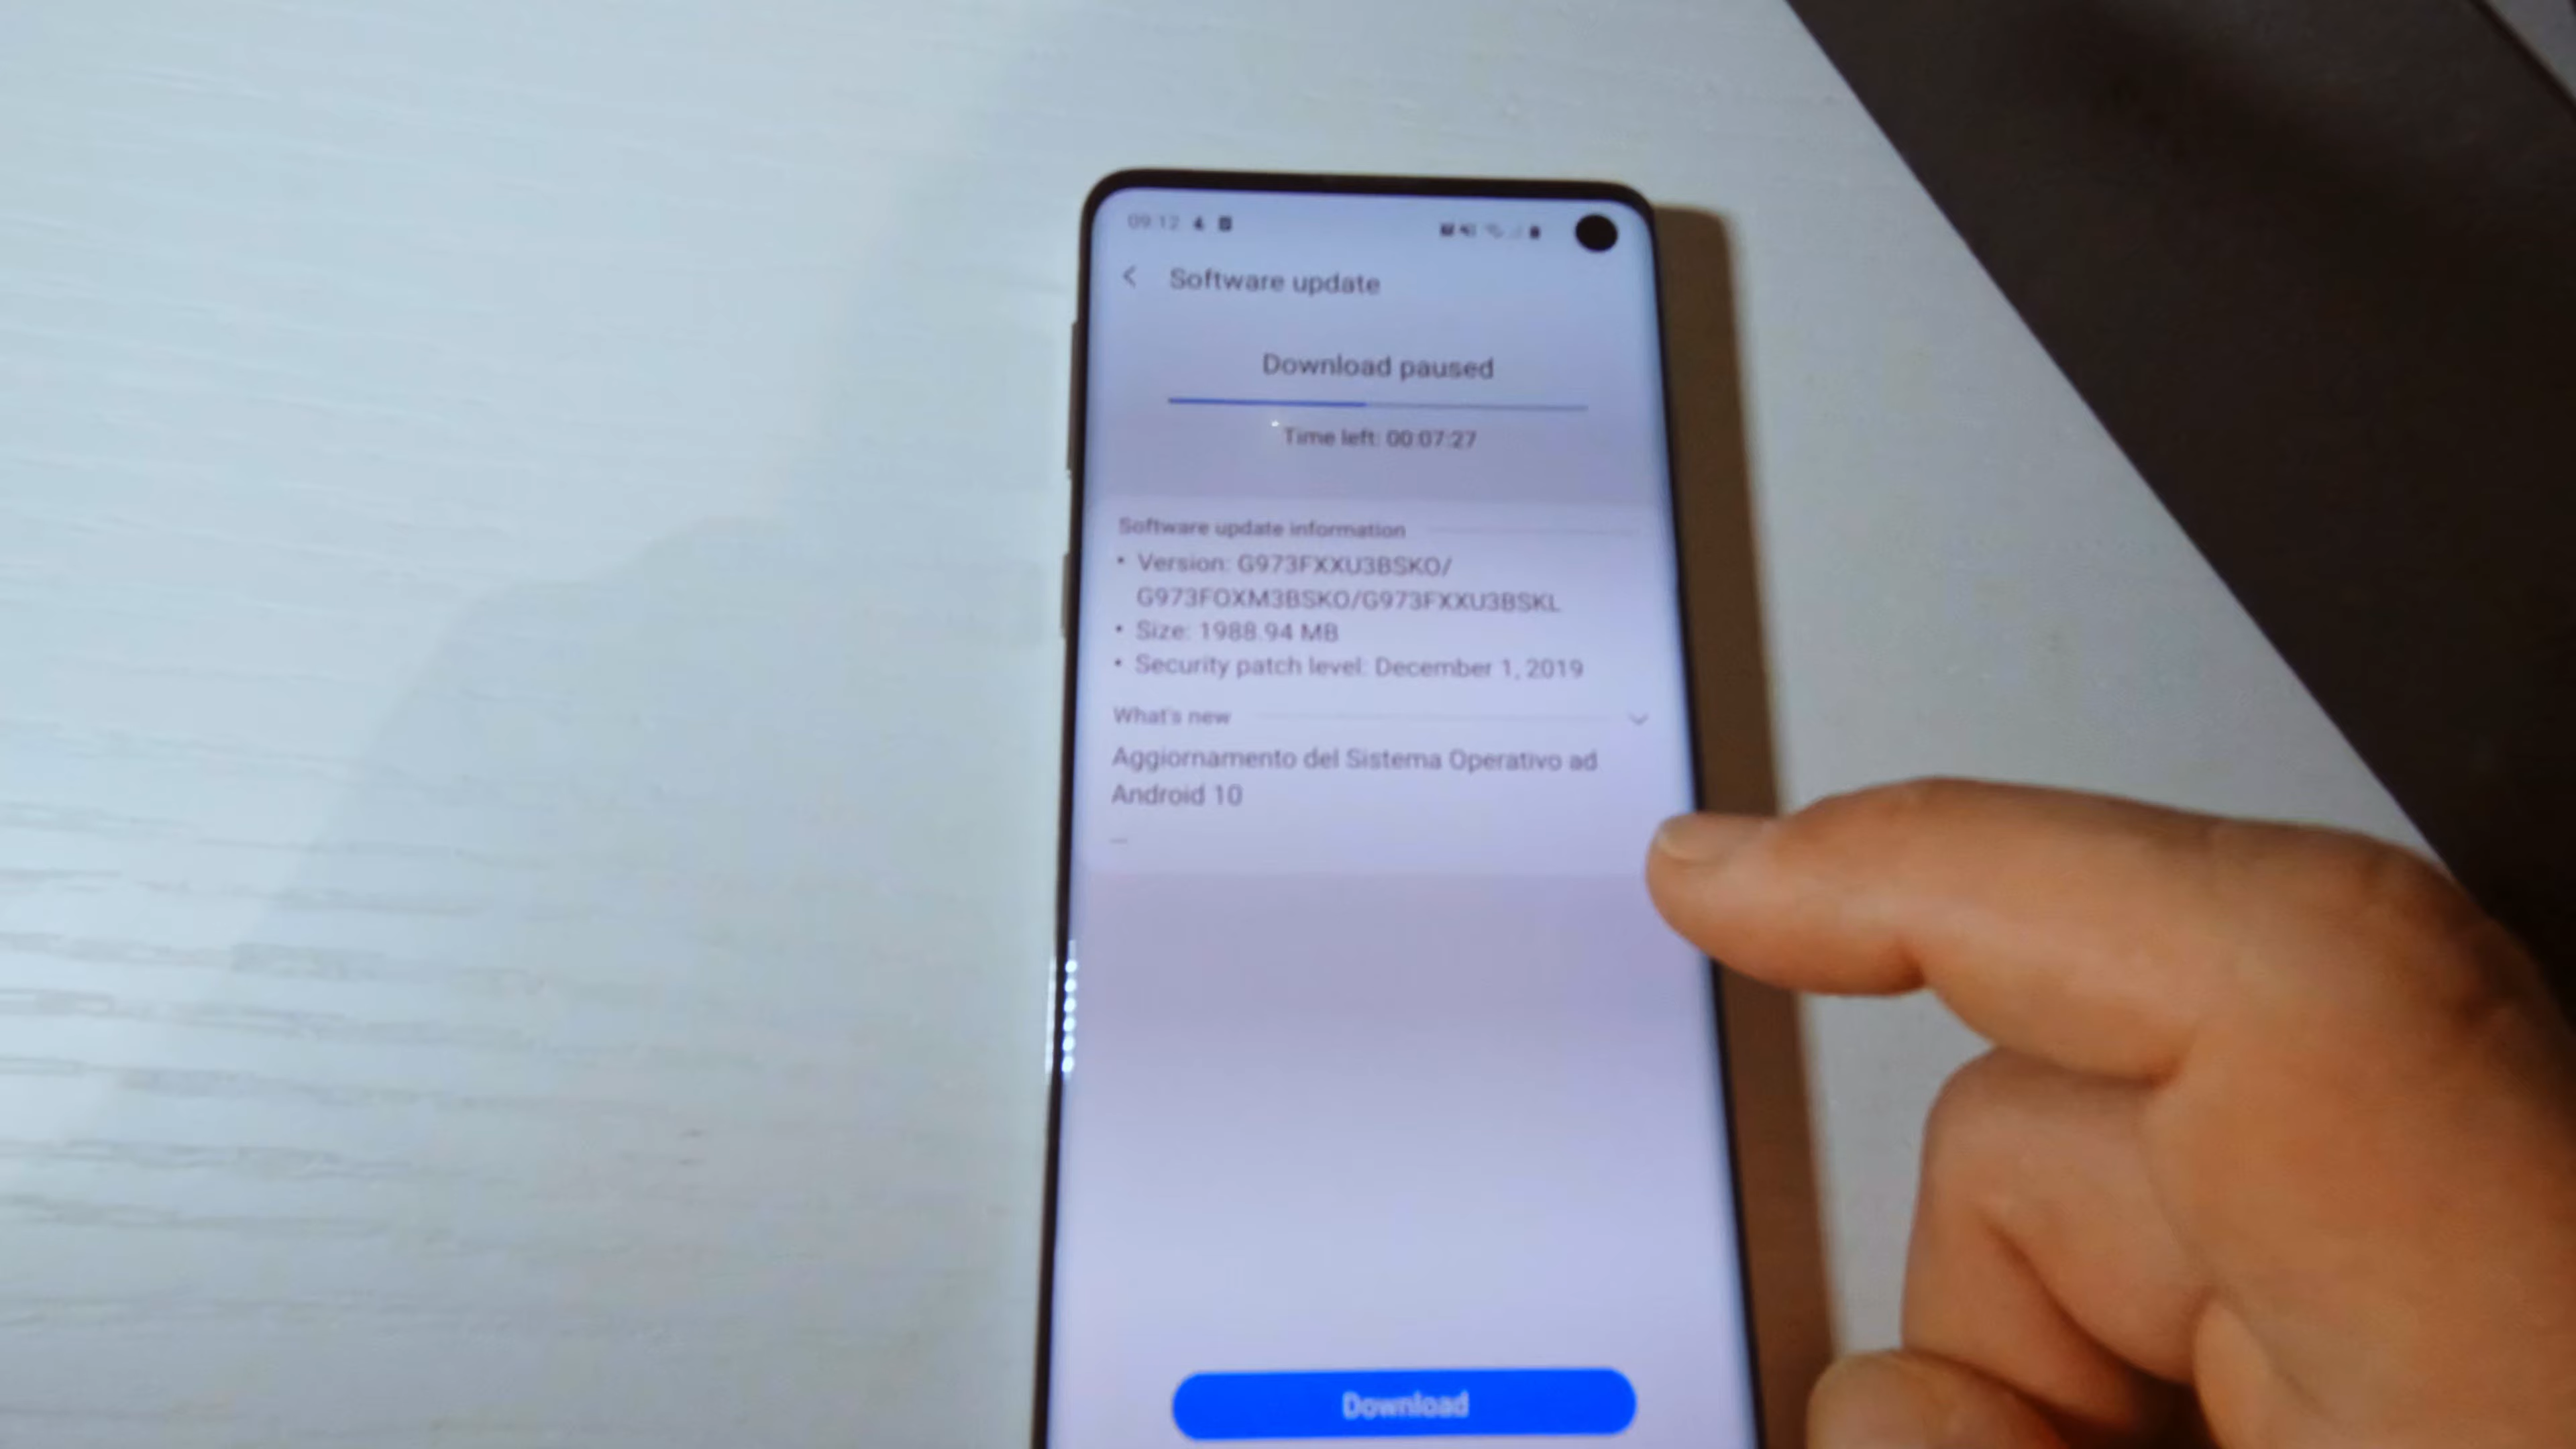 09:12
Software update
Download paused
Time left: 00:07:27
Software update information
• Version: G973FXXU3BSKO/
G973FOXM3BSKO/G973FXXU3BSKL
• Size: 1988.94 MB
• Security patch level: December 1, 2019
What's new
Aggiornamento del Sistema Operativo ad
Android 10
Download